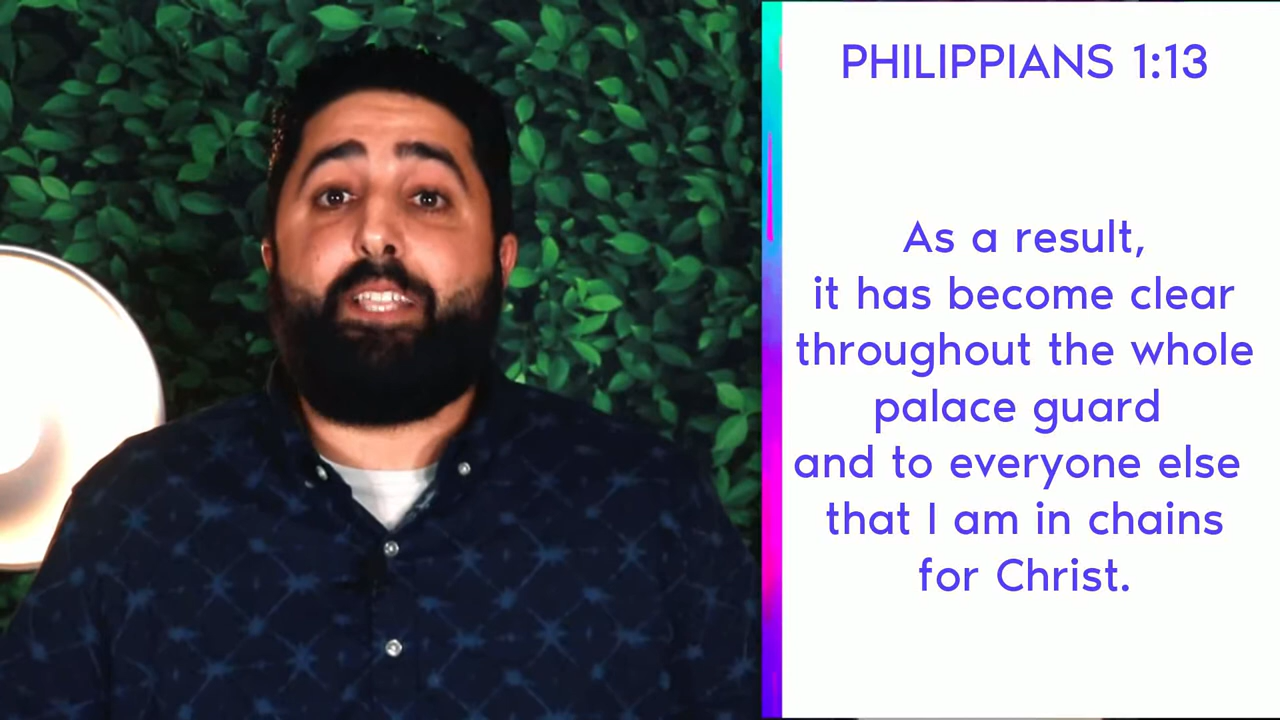 PHILIPPIANS 1:13
As a result,
it has become clear
throughout the whole
palace guard
and to everyone else
that I am in chains
for Christ.